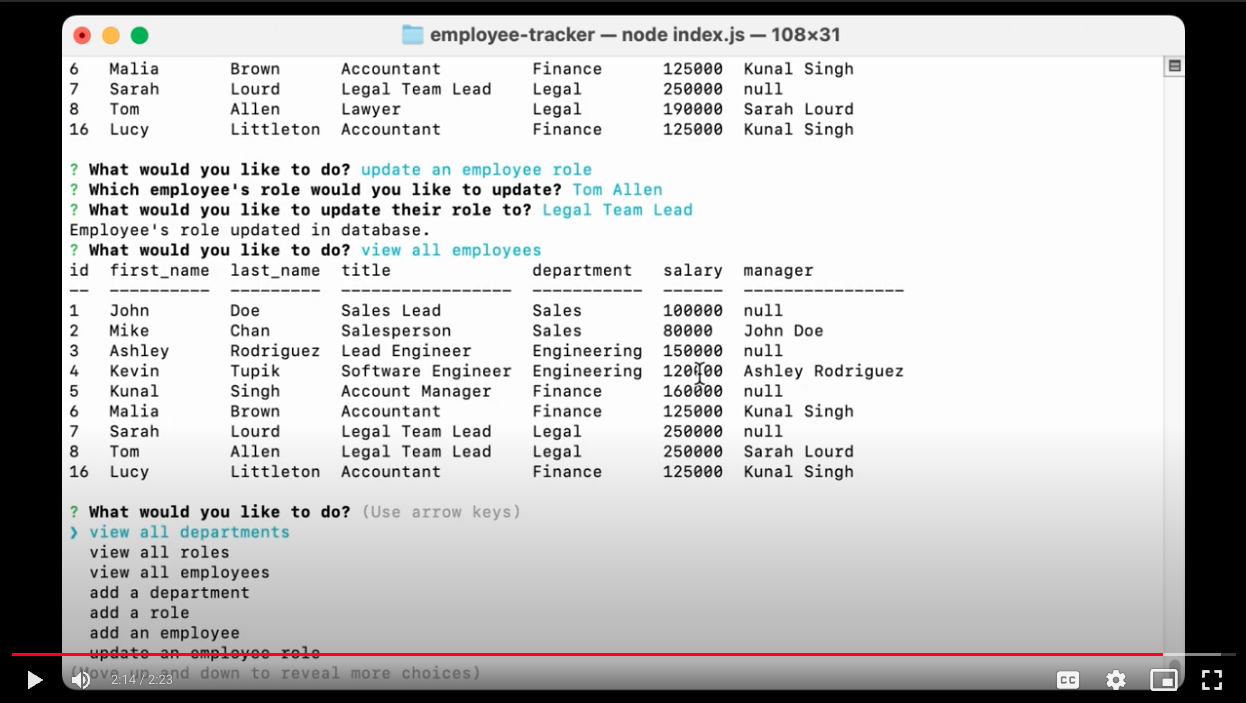 employee-tracker — node index.js — 108×31
6 Malia Brown Accountant Finance 125000 Kunal Singh
7 Sarah Lourd Legal Team Lead Legal 250000 null
8 Tom Allen Lawyer Legal 190000 Sarah Lourd
16 Lucy Littleton Accountant Finance 125000 Kunal Singh
? What would you like to do? update an employee role
? Which employee's role would you like to update? Tom Allen
? What would you like to update their role to? Legal Team Lead
Employee's role updated in database.
? What would you like to do? view all employees
id first_name last_name title department salary manager
-- ---------- --------- ----------------- ----------- ------ ----------------
1 John Doe Sales Lead Sales 100000 null
2 Mike Chan Salesperson Sales 80000 John Doe
3 Ashley Rodriguez Lead Engineer Engineering 150000 null
4 Kevin Tupik Software Engineer Engineering 120000 Ashley Rodriguez
5 Kunal Singh Account Manager Finance 160000 null
6 Malia Brown Accountant Finance 125000 Kunal Singh
7 Sarah Lourd Legal Team Lead Legal 250000 null
8 Tom Allen Legal Team Lead Legal 250000 Sarah Lourd
16 Lucy Littleton Accountant Finance 125000 Kunal Singh
? What would you like to do? (Use arrow keys)
❯ view all departments
view all roles
view all employees
add a department
add a role
add an employee
update an employee role
(Move up and down to reveal more choices)
2:14 / 2:23
CC